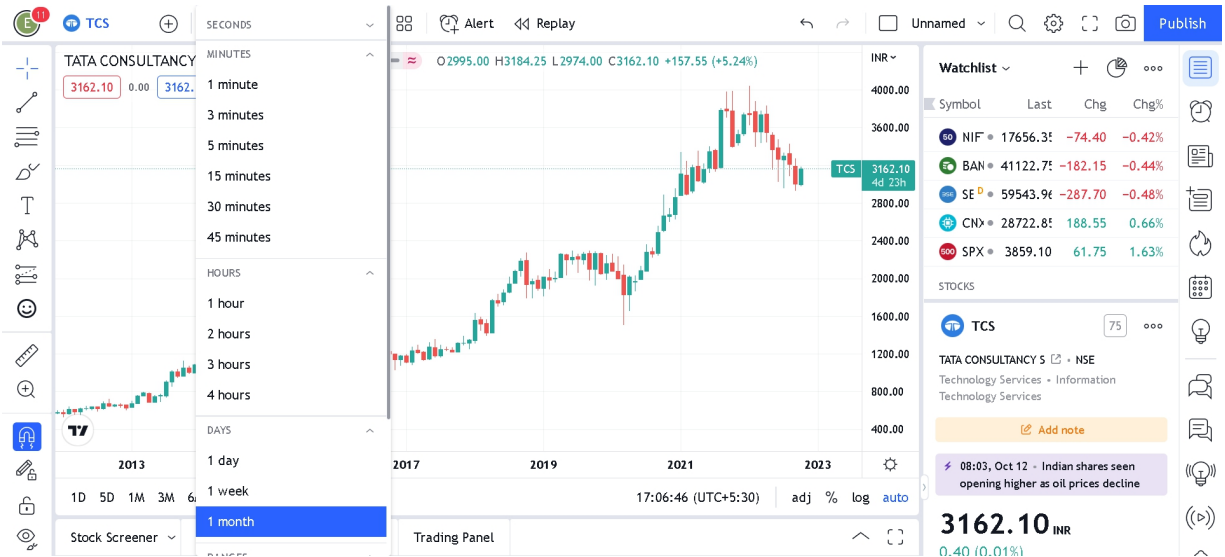 E 11 TCS
Alert Replay
Unnamed Publish
SECONDS
MINUTES
1 minute
3 minutes
5 minutes
15 minutes
30 minutes
45 minutes
HOURS
1 hour
2 hours
3 hours
4 hours
DAYS
1 day
1 week
1 month
TATA CONSULTANCY
O2995.00 H3184.25 L2974.00 C3162.10 +157.55 (+5.24%)
3162.10 0.00 3162.
INR
4000.00
3600.00
TCS 3162.10
4d 23h
2800.00
2400.00
2000.00
1600.00
1200.00
800.00
400.00
2013 2017 2019 2021 2023
1D 5D 1M 3M
17:06:46 (UTC+5:30) adj % log auto
Stock Screener Trading Panel
Watchlist
Symbol Last Chg Chg%
50 NIF 17656.35 −74.40 −0.42%
BAN 41122.75 −182.15 −0.44%
SE D 59543.96 −287.70 −0.48%
CNX 28722.85 188.55 0.66%
500 SPX 3859.10 61.75 1.63%
STOCKS
TCS 75
TATA CONSULTANCY S • NSE
Technology Services • Information
Technology Services
Add note
08:03, Oct 12 • Indian shares seen
opening higher as oil prices decline
3162.10 INR
0.40 (0.01%)